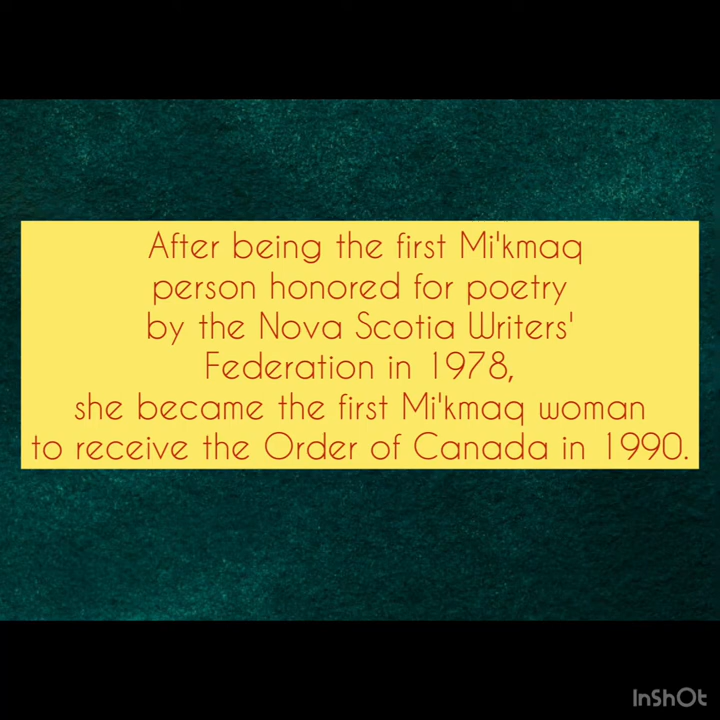 After being the first Mi'kmaq
person honored for poetry
by the Nova Scotia Writers'
Federation in 1978,
she became the first Mi'kmaq woman
to receive the Order of Canada in 1990.
InShOt